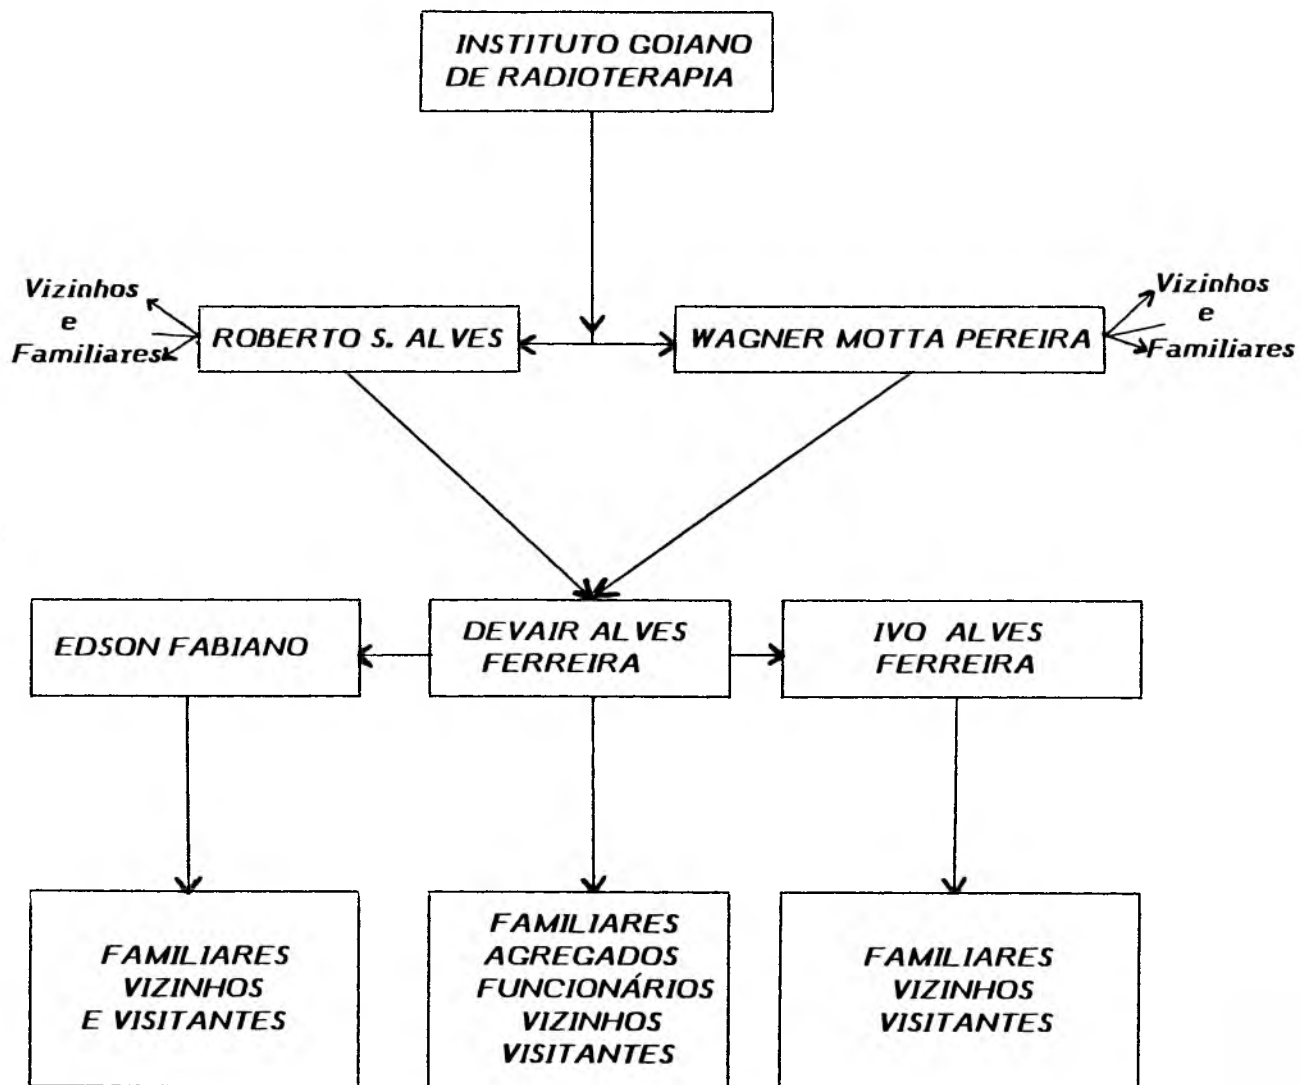 INSTITUTO GOIANO
DE RADIOTERAPIA
Vizinhos
e
Familiares
ROBERTO S. ALVES
WAGNER MOTTA PEREIRA
Vizinhos
e
Familiares
EDSON FABIANO
DEVAIR ALVES
FERREIRA
IVO ALVES
FERREIRA
FAMILIARES
VIZINHOS
E VISITANTES
FAMILIARES
AGREGADOS
FUNCIONÁRIOS
VIZINHOS
VISITANTES
FAMILIARES
VIZINHOS
VISITANTES